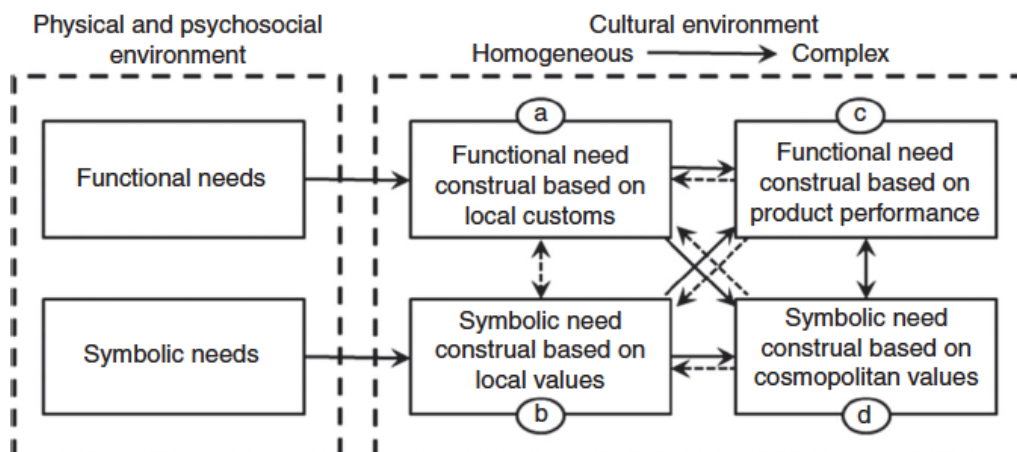 Physical and psychosocial
environment
Cultural environment
Homogeneous
Complex
Functional needs
a
Functional need
construal based on
local customs
c
Functional need
construal based on
product performance
Symbolic needs
Symbolic need
construal based on
local values
b
Symbolic need
construal based on
cosmopolitan values
d